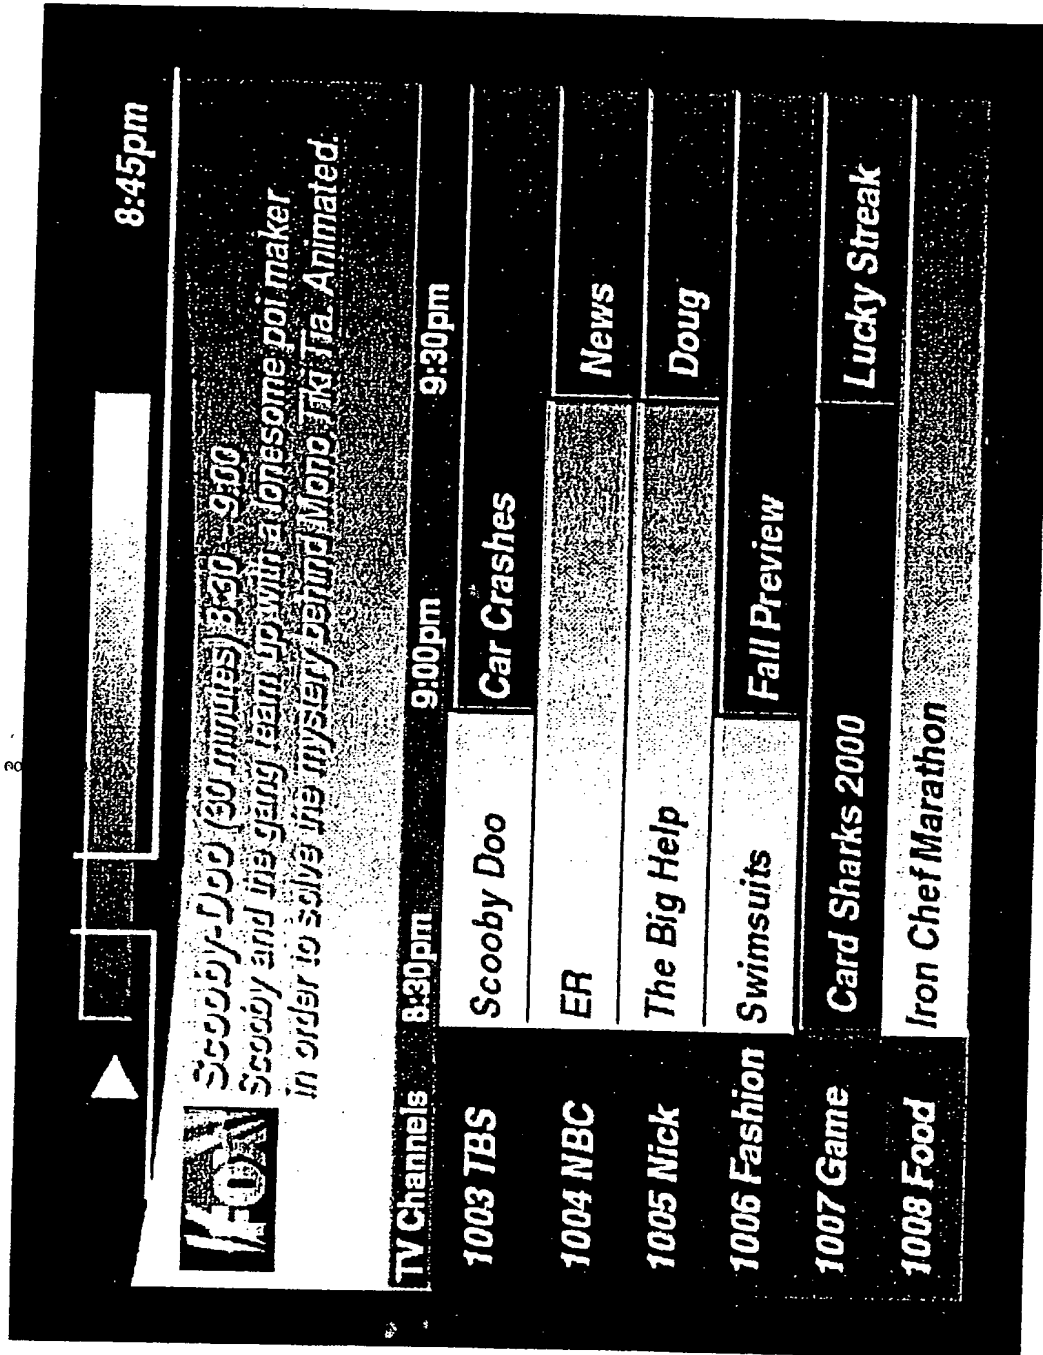 8:45pm
FOX
Scooby-Doo (30 minutes) 8:30 - 9:00
Scooby and the gang team up with a lonesome poi maker
in order to solve the mystery behind Mono Tiki Tia. Animated.
TV Channels 8:30pm 9:00pm 9:30pm
1003 TBS Scooby Doo Car Crashes
1004 NBC ER News
1005 Nick The Big Help Doug
1006 Fashion Swimsuits Fall Preview
1007 Game Card Sharks 2000 Lucky Streak
1008 Food Iron Chef Marathon